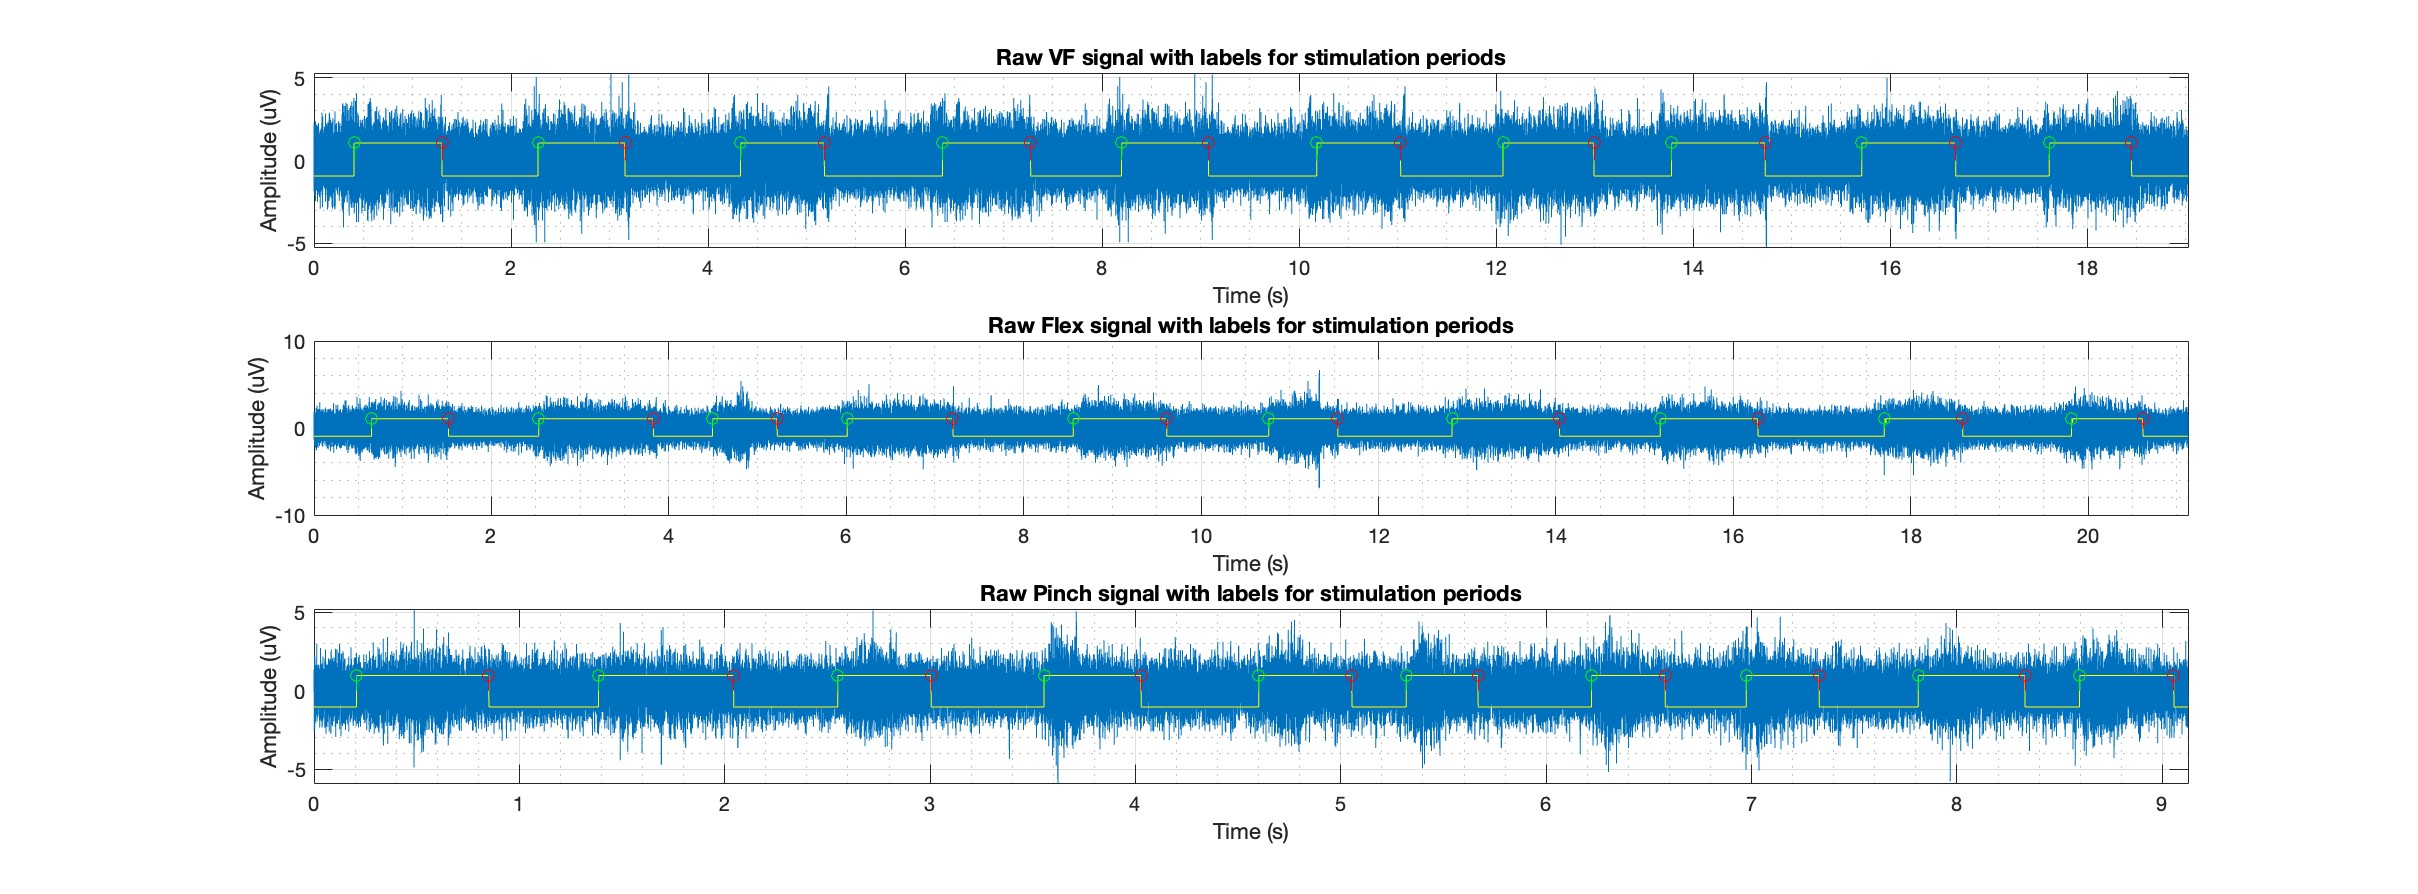 Raw VF signal with labels for stimulation periods
Amplitude (uV)
5
0
-5
0 2 4 6 8 10 12 14 16 18
Time (s)
Raw Flex signal with labels for stimulation periods
Amplitude (uV)
10
0
-10
0 2 4 6 8 10 12 14 16 18 20
Time (s)
Raw Pinch signal with labels for stimulation periods
Amplitude (uV)
5
0
-5
0 1 2 3 4 5 6 7 8 9
Time (s)